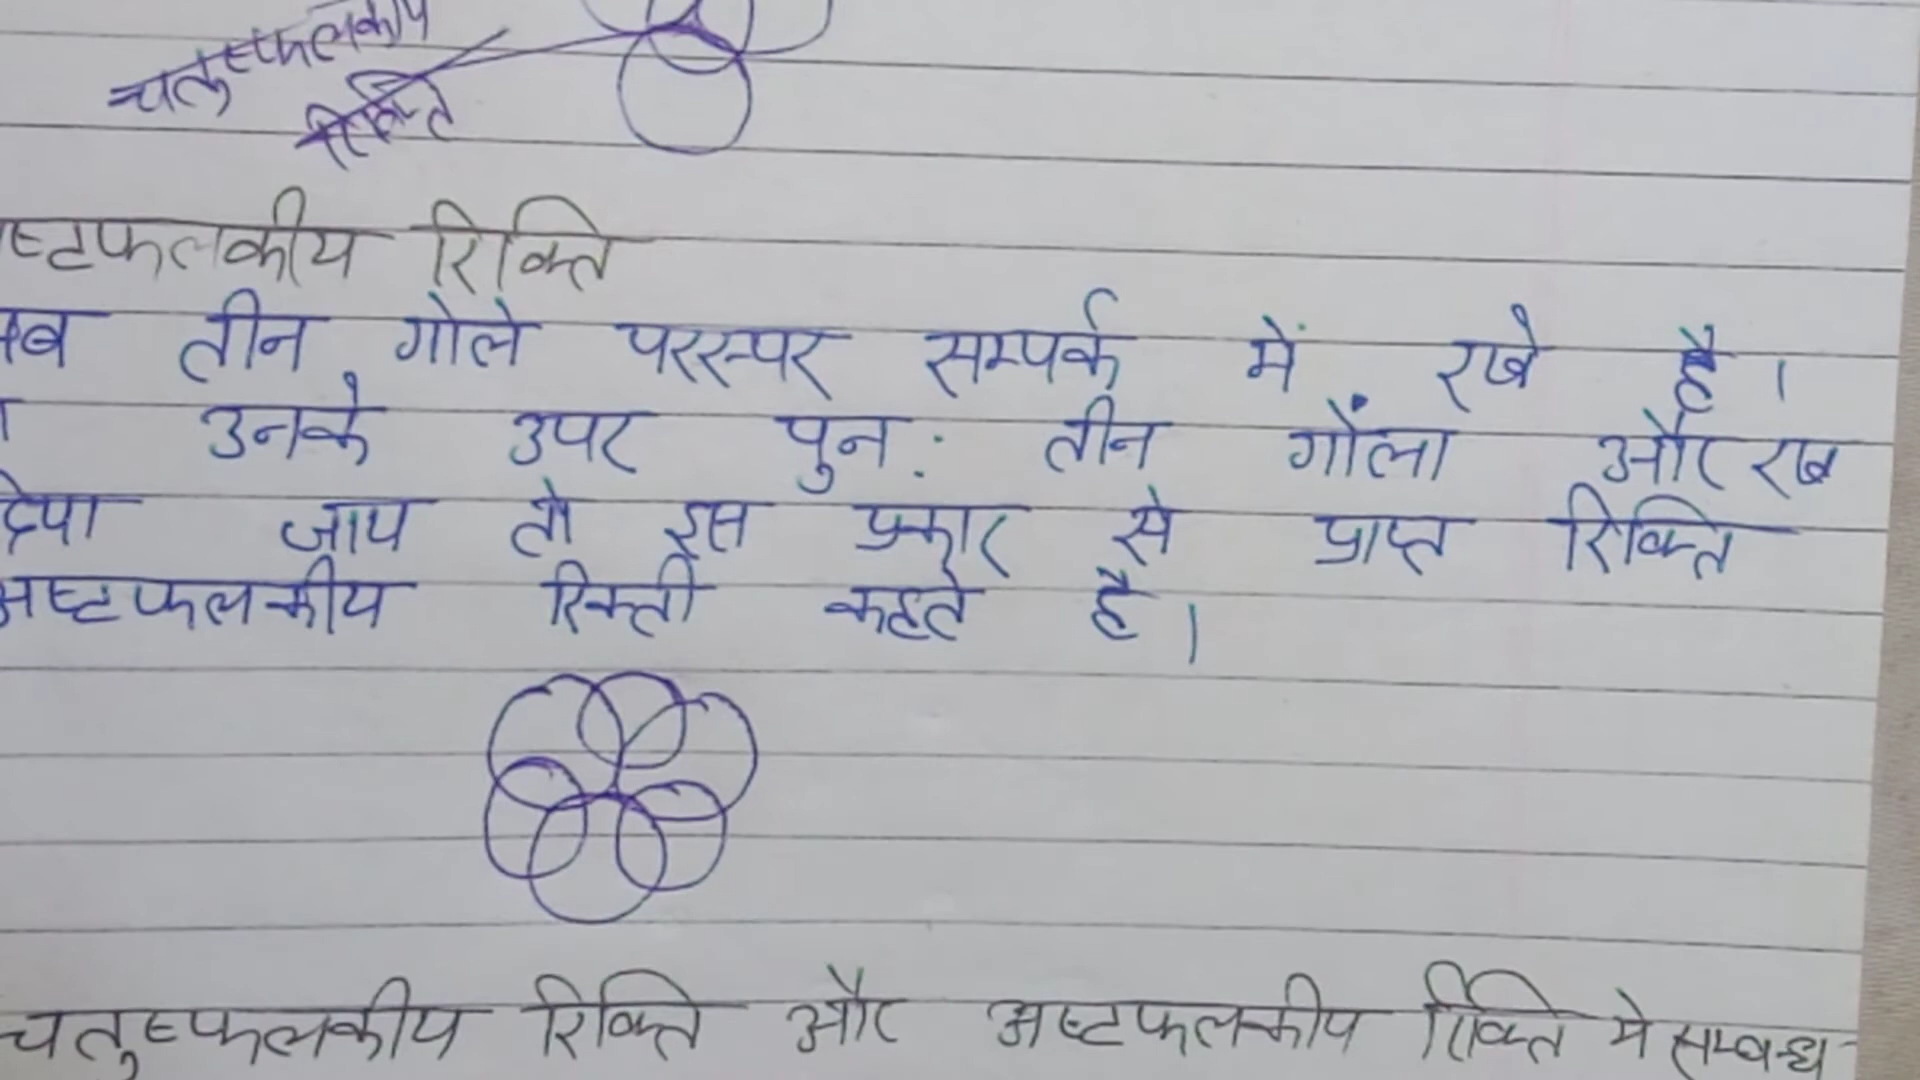 चतुष्फलकीय
रिक्ति
ष्टफलकीय रिक्ति
जब तीन गोले परस्पर सम्पर्क में रखे है।
उनके उपर पुन: तीन गोंला और रख
दिया जाय तो इस प्रकार से प्राप्त रिक्ति
अष्टफलकीय रिक्ती कहते है।
चतुष्फलकीय रिक्ति और अष्टफलकीय रिक्ति मे सम्बन्ध